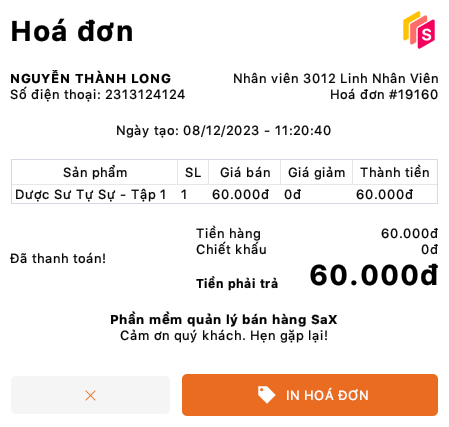 Hoá đơn
S
NGUYỄN THÀNH LONG
Nhân viên 3012 Linh Nhân Viên
Số điện thoại: 2313124124
Hoá đơn #19160
Ngày tạo: 08/12/2023 - 11:20:40
Sản phẩm SL Giá bán Giá giảm Thành tiền
Dược Sư Tự Sự - Tập 1 1 60.000đ 0đ 60.000đ
Tiền hàng 60.000đ
Chiết khấu 0đ
Đã thanh toán!
Tiền phải trả 60.000đ
Phần mềm quản lý bán hàng SaX
Cảm ơn quý khách. Hẹn gặp lại!
IN HOÁ ĐƠN